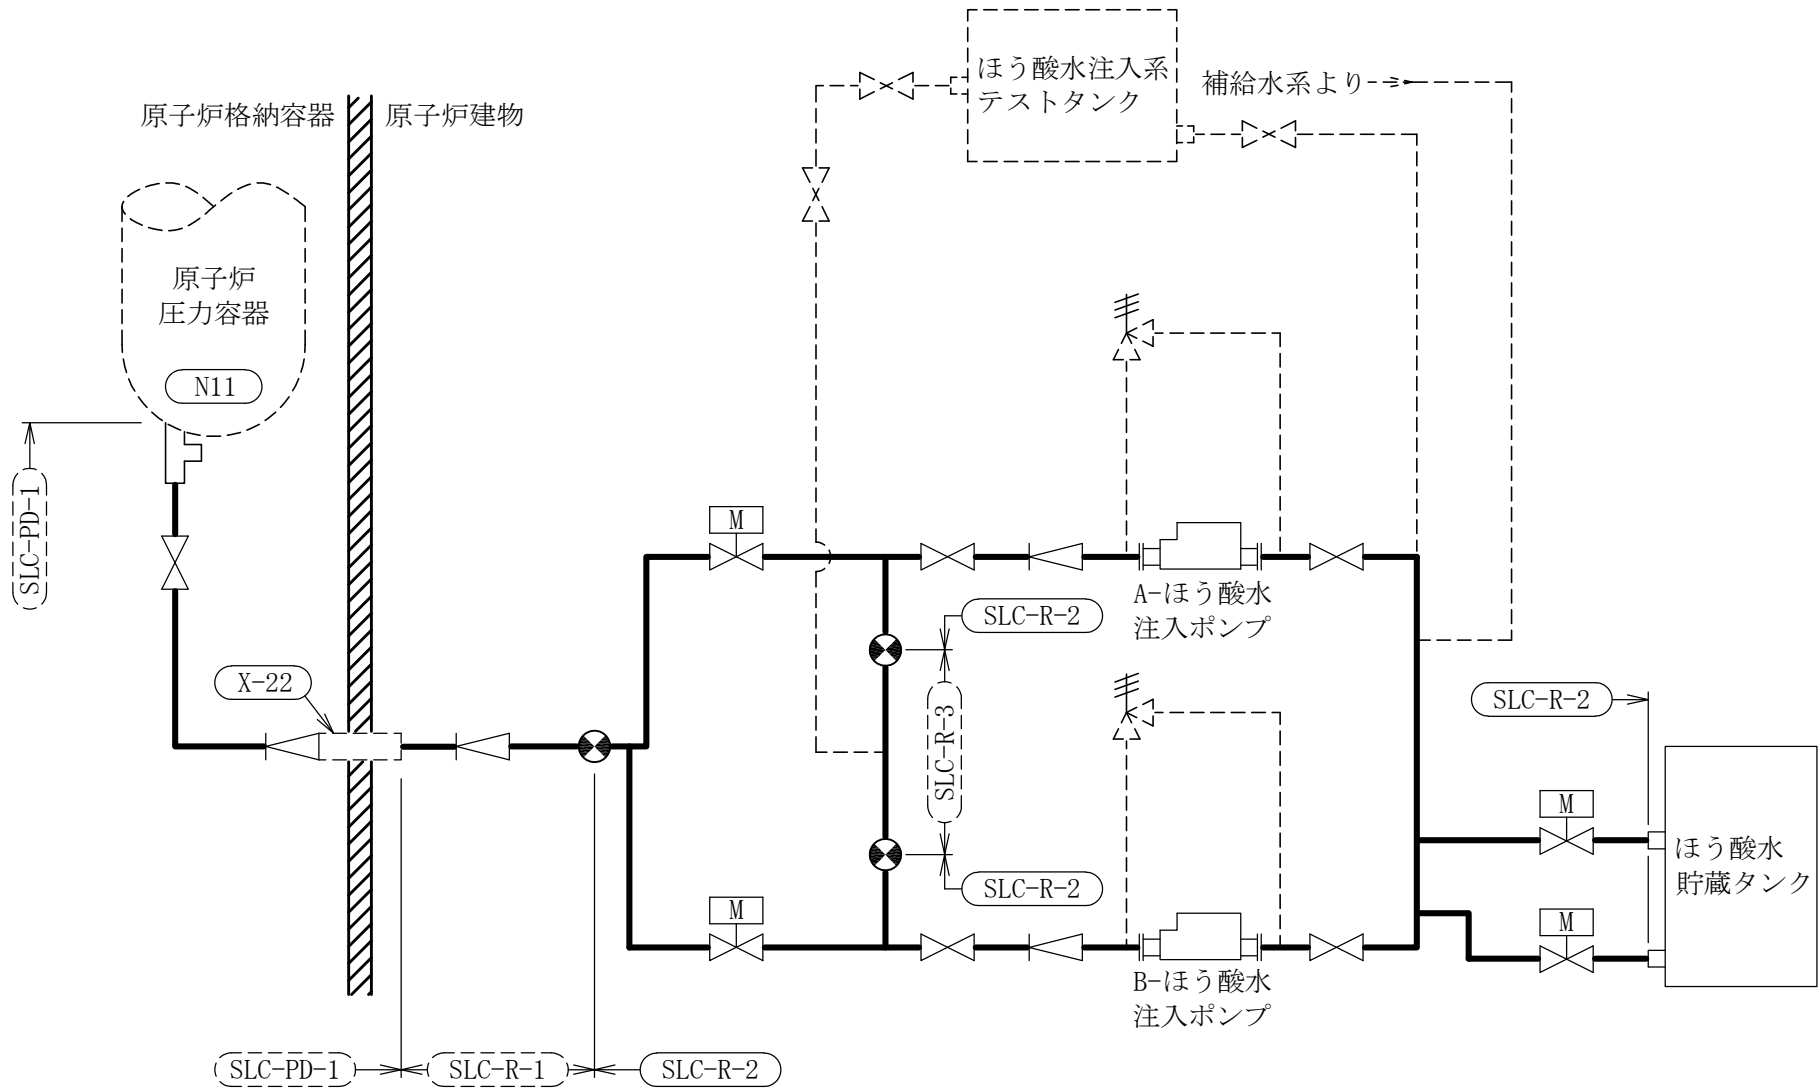 ほう酸水注入系
テストタンク
補給水系より
原子炉格納容器
原子炉建物
原子炉
圧力容器
N11
SLC-PD-1
M
A-ほう酸水
注入ポンプ
SLC-R-2
X-22
SLC-R-3
SLC-R-2
SLC-R-2
M
ほう酸水
貯蔵タンク
M
M
B-ほう酸水
注入ポンプ
SLC-PD-1
SLC-R-1
SLC-R-2